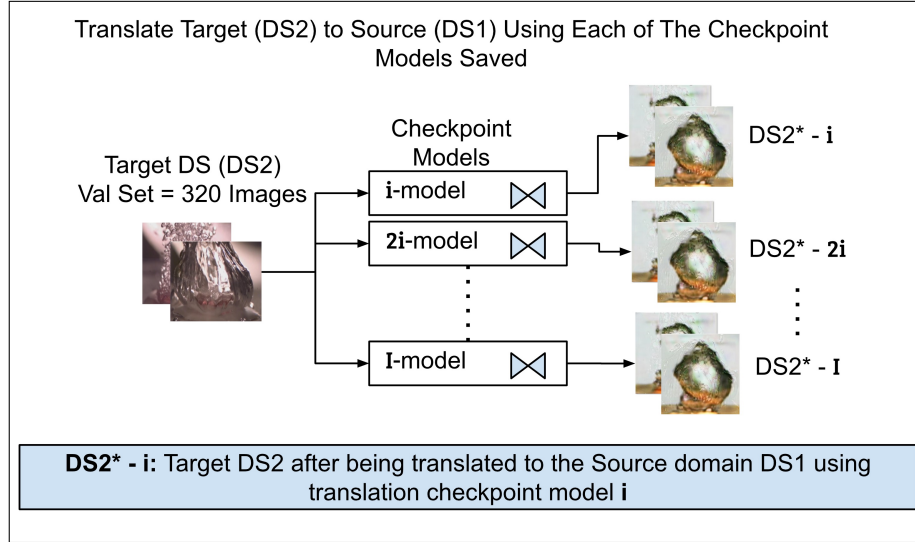 Translate Target (DS2) to Source (DS1) Using Each of The Checkpoint
Models Saved
Checkpoint
Models
Target DS (DS2)
Val Set = 320 Images
i-model
2i-model
I-model
DS2* - i
DS2* - 2i
DS2* - I
DS2* - i: Target DS2 after being translated to the Source domain DS1 using
translation checkpoint model i